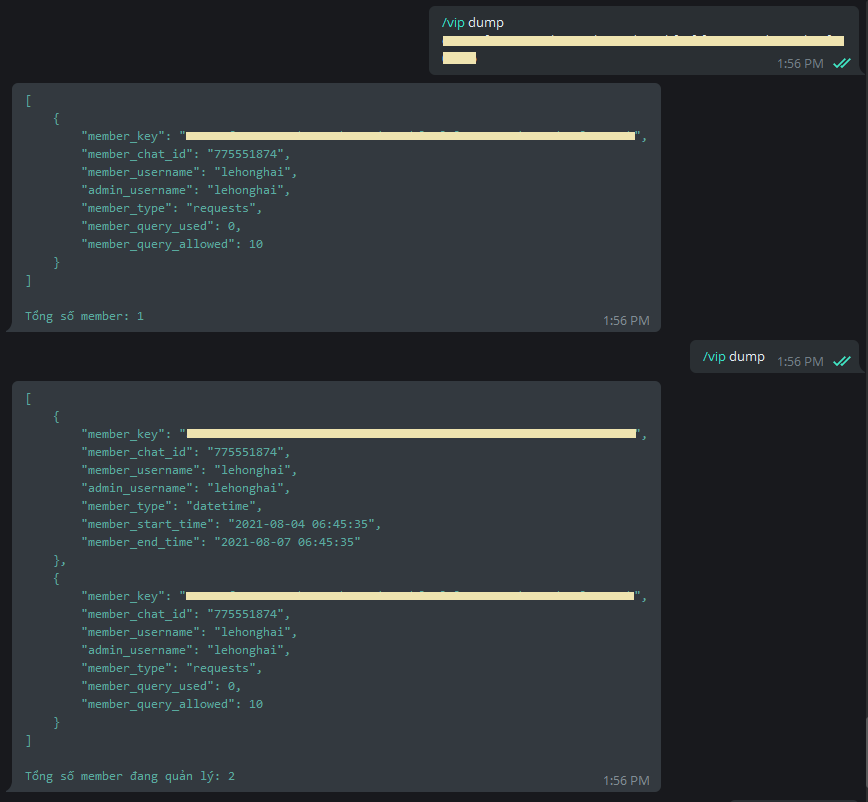 /vip dump
1:56 PM
[
{
"member_key": "",
"member_chat_id": "775551874",
"member_username": "lehonghai",
"admin_username": "lehonghai",
"member_type": "requests",
"member_query_used": 0,
"member_query_allowed": 10
}
]
Tổng số member: 1
1:56 PM
/vip dump 1:56 PM
[
{
"member_key": "",
"member_chat_id": "775551874",
"member_username": "lehonghai",
"admin_username": "lehonghai",
"member_type": "datetime",
"member_start_time": "2021-08-04 06:45:35",
"member_end_time": "2021-08-07 06:45:35"
},
{
"member_key": "",
"member_chat_id": "775551874",
"member_username": "lehonghai",
"admin_username": "lehonghai",
"member_type": "requests",
"member_query_used": 0,
"member_query_allowed": 10
}
]
Tổng số member đang quản lý: 2
1:56 PM